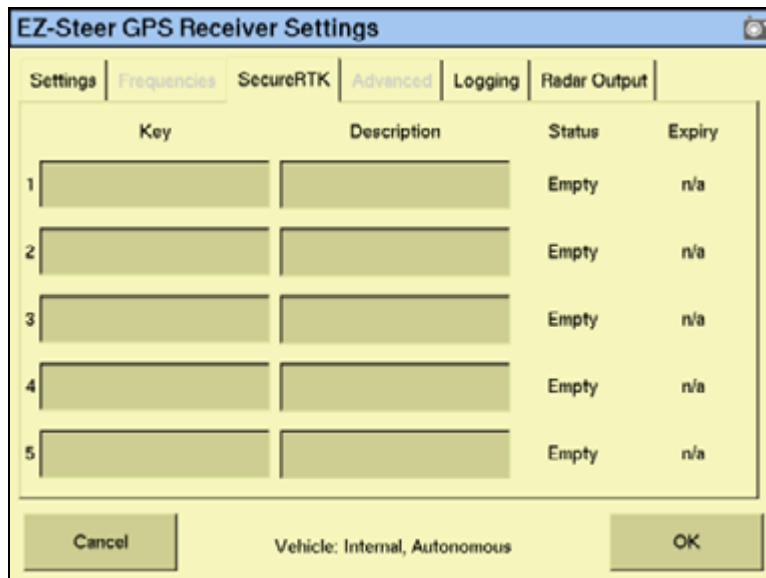 EZ-Steer GPS Receiver Settings
Settings Frequencies SecureRTK Advanced Logging Radar Output
Key Description Status Expiry
1 Empty n/a
2 Empty n/a
3 Empty n/a
4 Empty n/a
5 Empty n/a
Cancel Vehicle: Internal, Autonomous OK